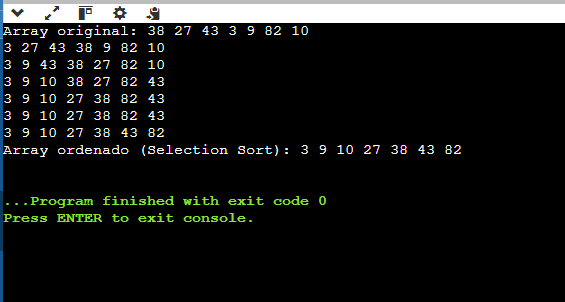 Array original: 38 27 43 3 9 82 10
3 27 43 38 9 82 10
3 9 43 38 27 82 10
3 9 10 38 27 82 43
3 9 10 27 38 82 43
3 9 10 27 38 82 43
3 9 10 27 38 43 82
Array ordenado (Selection Sort): 3 9 10 27 38 43 82
...Program finished with exit code 0
Press ENTER to exit console.